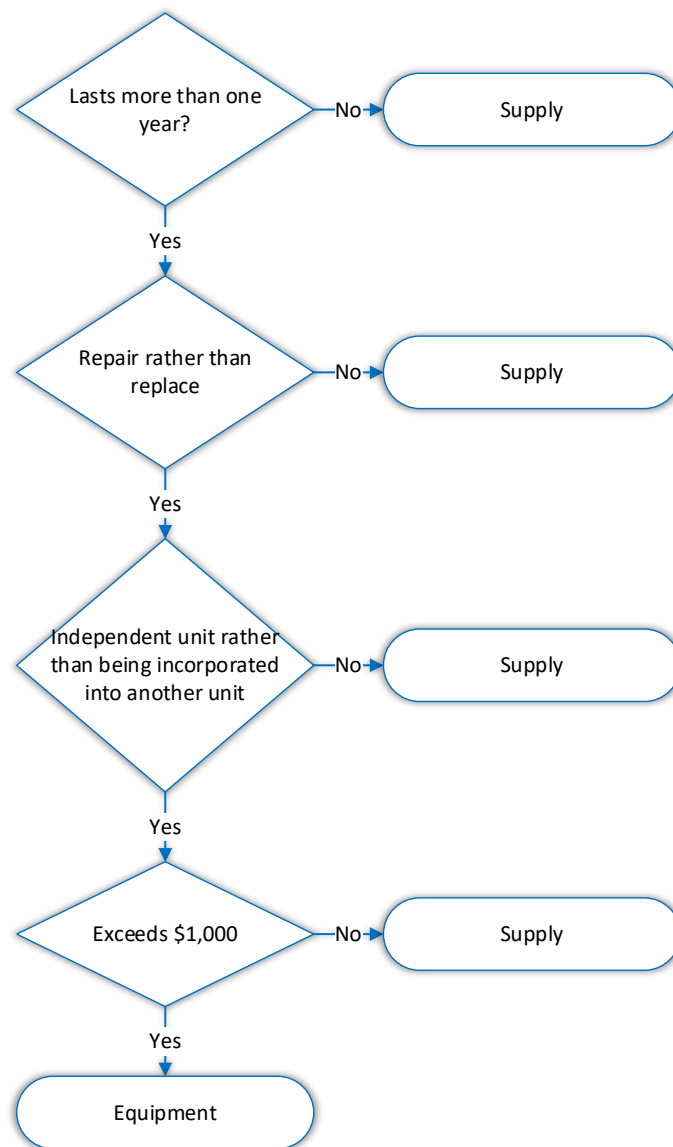 Lasts more than one
year?
No
Supply
Yes
Repair rather than
replace
No
Supply
Yes
Independent unit rather
than being incorporated
into another unit
No
Supply
Yes
Exceeds $1,000
No
Supply
Yes
Equipment